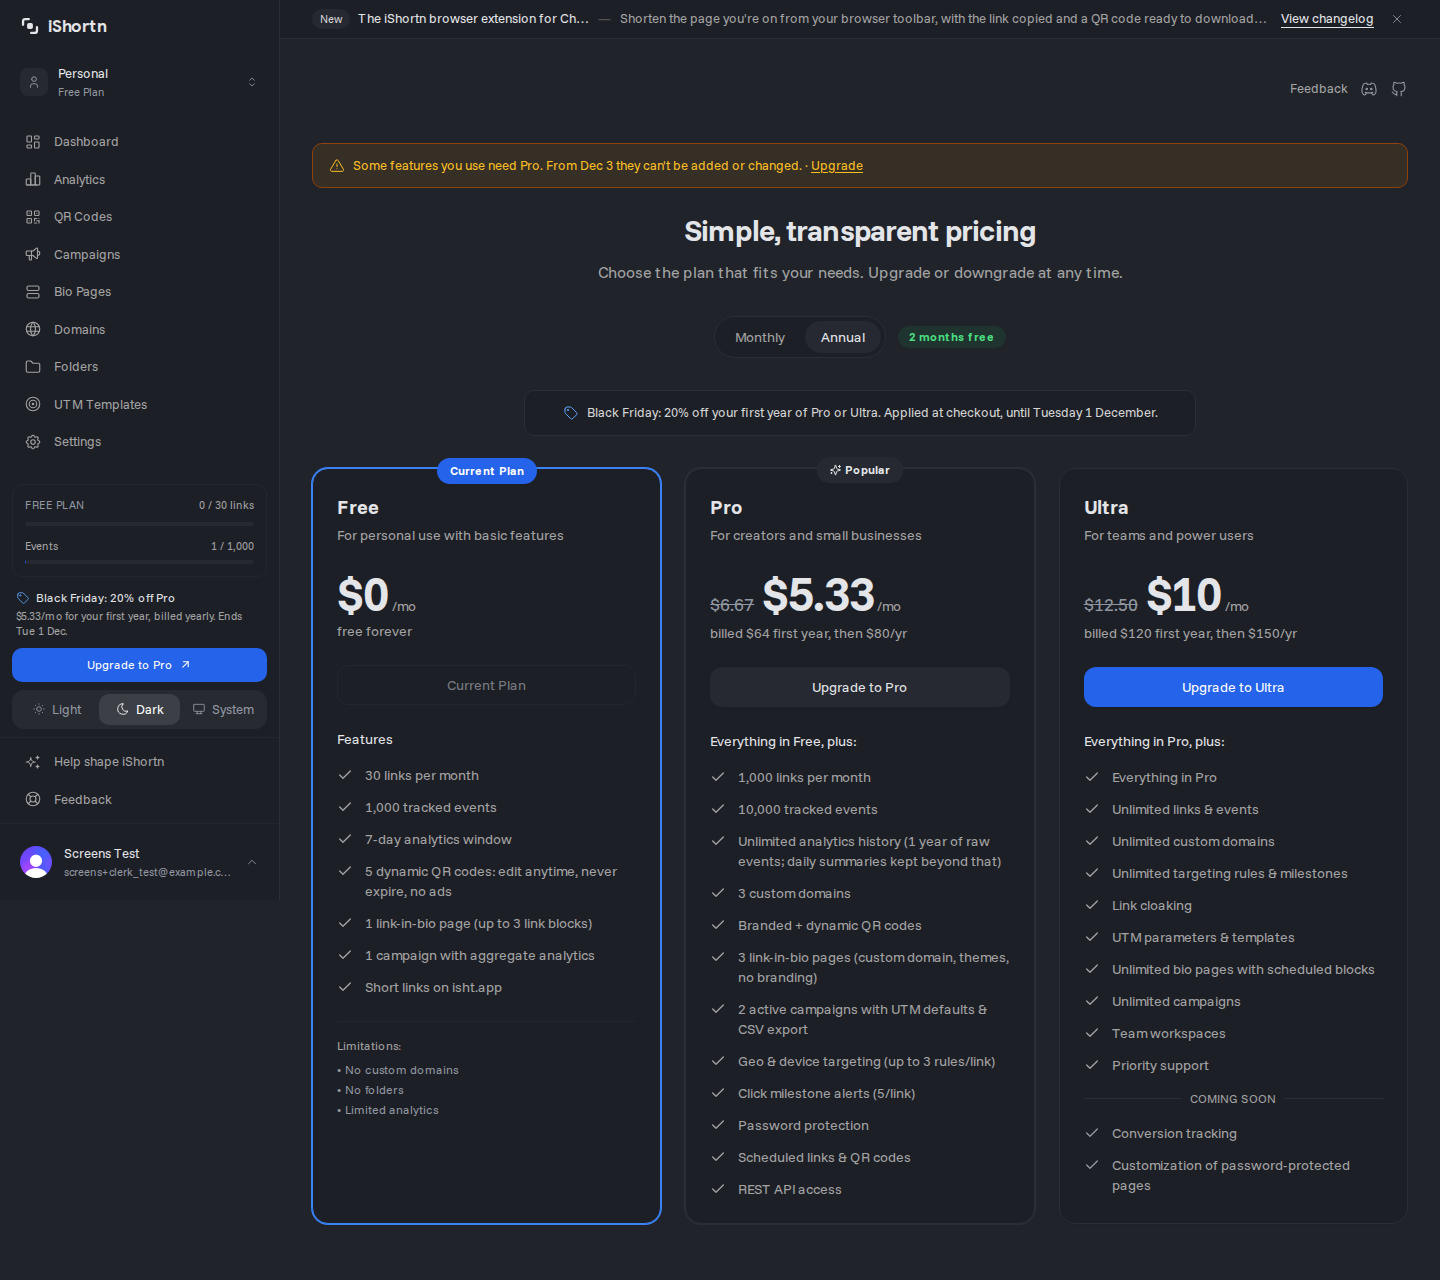 iShortn
Personal
Free Plan
Dashboard
Analytics
QR Codes
Campaigns
Bio Pages
Domains
Folders
UTM Templates
Settings
FREE PLAN 0 / 30 links
Events 1 / 1,000
Black Friday: 20% off Pro
$5.33/mo for your first year, billed yearly. Ends
Tue 1 Dec.
Upgrade to Pro
Light Dark System
Help shape iShortn
Feedback
Screens Test
screens+clerk_test@example.c...
New The iShortn browser extension for Ch... — Shorten the page you're on from your browser toolbar, with the link copied and a QR code ready to download... View changelog
Feedback
Some features you use need Pro. From Dec 3 they can't be added or changed. · Upgrade
Simple, transparent pricing
Choose the plan that fits your needs. Upgrade or downgrade at any time.
Monthly Annual 2 months free
Black Friday: 20% off your first year of Pro or Ultra. Applied at checkout, until Tuesday 1 December.
Current Plan
Free
For personal use with basic features
$0 /mo
free forever
Current Plan
Features
30 links per month
1,000 tracked events
7-day analytics window
5 dynamic QR codes: edit anytime, never
expire, no ads
1 link-in-bio page (up to 3 link blocks)
1 campaign with aggregate analytics
Short links on isht.app
Limitations:
• No custom domains
• No folders
• Limited analytics
Popular
Pro
For creators and small businesses
$6.67 $5.33 /mo
billed $64 first year, then $80/yr
Upgrade to Pro
Everything in Free, plus:
1,000 links per month
10,000 tracked events
Unlimited analytics history (1 year of raw
events; daily summaries kept beyond that)
3 custom domains
Branded + dynamic QR codes
3 link-in-bio pages (custom domain, themes,
no branding)
2 active campaigns with UTM defaults &
CSV export
Geo & device targeting (up to 3 rules/link)
Click milestone alerts (5/link)
Password protection
Scheduled links & QR codes
REST API access
Ultra
For teams and power users
$12.50 $10 /mo
billed $120 first year, then $150/yr
Upgrade to Ultra
Everything in Pro, plus:
Everything in Pro
Unlimited links & events
Unlimited custom domains
Unlimited targeting rules & milestones
Link cloaking
UTM parameters & templates
Unlimited bio pages with scheduled blocks
Unlimited campaigns
Team workspaces
Priority support
COMING SOON
Conversion tracking
Customization of password-protected
pages